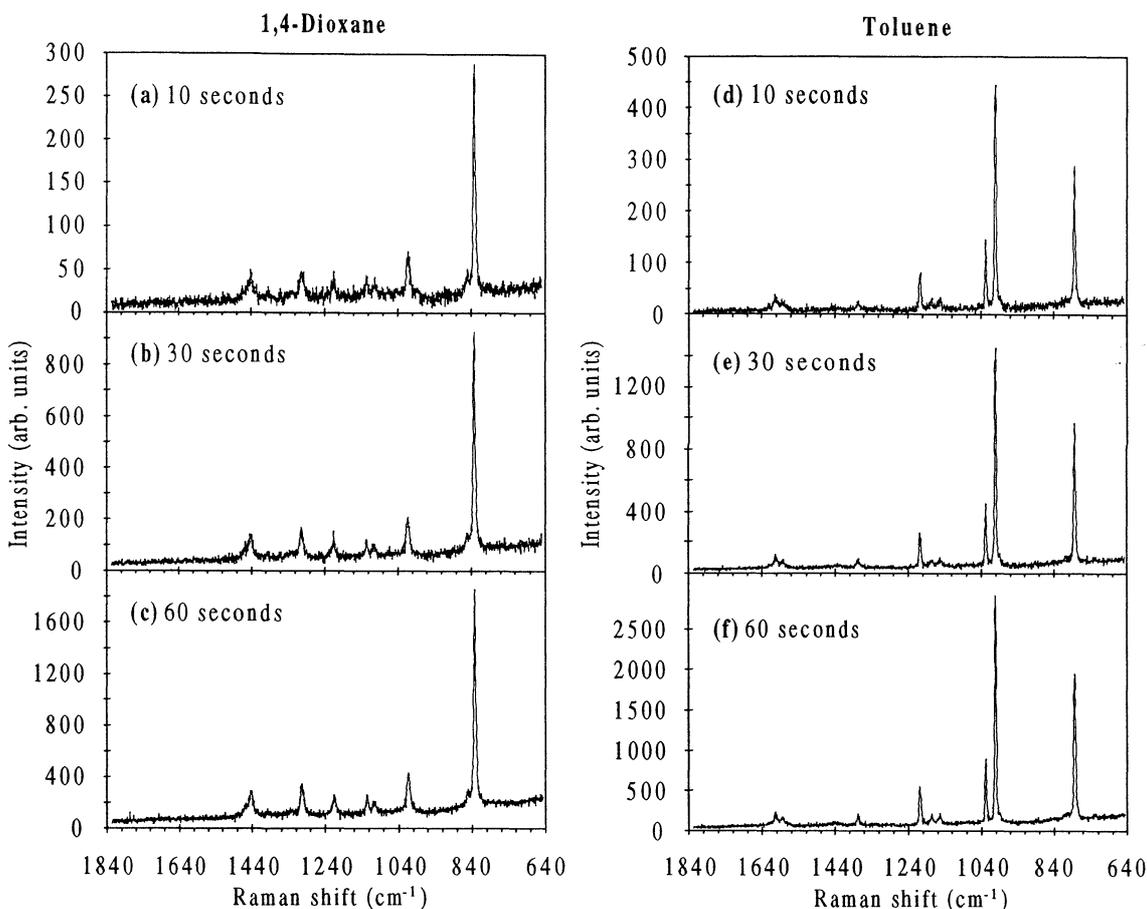 1,4-Dioxane
300
250
200
150
100
50
0
(a) 10 seconds
800
600
400
200
0
(b) 30 seconds
1600
1200
800
400
0
(c) 60 seconds
Intensity (arb. units)
1840 1640 1440 1240 1040 840 640
Raman shift (cm⁻¹)
Toluene
500
400
300
200
100
0
(d) 10 seconds
1200
800
400
0
(e) 30 seconds
2500
2000
1500
1000
500
0
(f) 60 seconds
Intensity (arb. units)
1840 1640 1440 1240 1040 840 640
Raman shift (cm⁻¹)